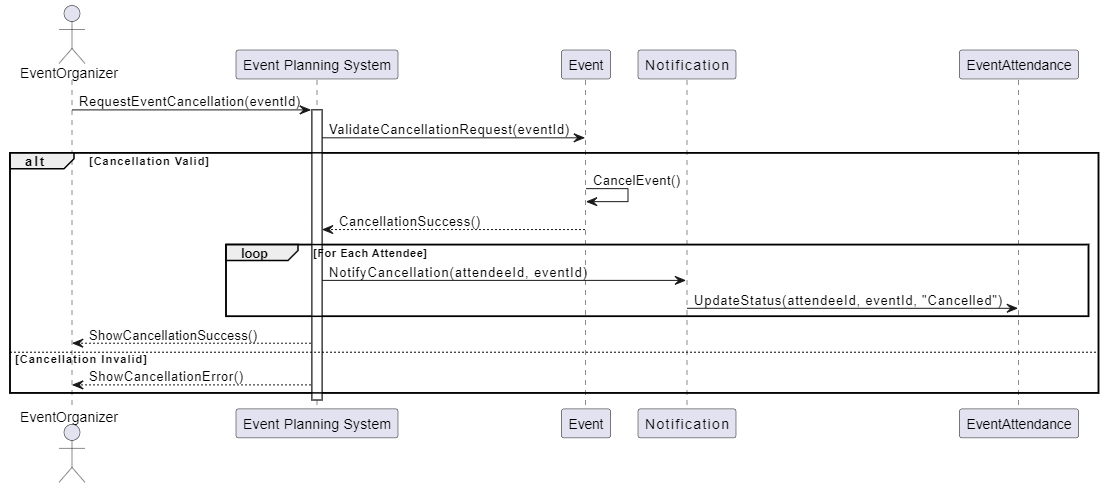 EventOrganizer
Event Planning System
Event
Notification
EventAttendance
RequestEventCancellation(eventId)
ValidateCancellationRequest(eventId)
alt
[Cancellation Valid]
CancelEvent()
CancellationSuccess()
loop
[For Each Attendee]
NotifyCancellation(attendeeId, eventId)
UpdateStatus(attendeeId, eventId, "Cancelled")
ShowCancellationSuccess()
[Cancellation Invalid]
ShowCancellationError()
EventOrganizer
Event Planning System
Event
Notification
EventAttendance